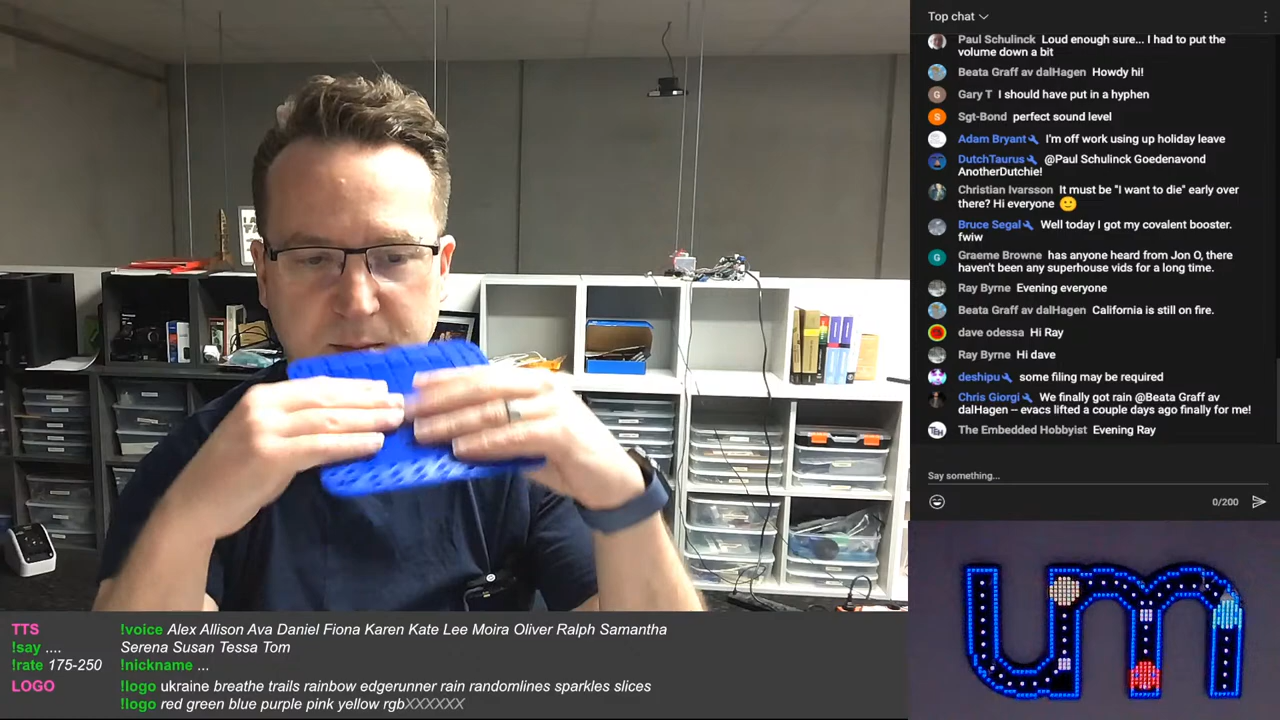 Top chat
Paul Schulinck Loud enough sure... I had to put the
volume down a bit
Beata Graff av dalHagen Howdy hi!
G Gary T I should have put in a hyphen
S Sgt-Bond perfect sound level
Adam Bryant I'm off work using up holiday leave
DutchTaurus @Paul Schulinck Goedenavond
AnotherDutchie!
Christian Ivarsson It must be "I want to die" early over
there? Hi everyone 🙂
Bruce Segal Well today I got my covalent booster.
fwiw
G Graeme Browne has anyone heard from Jon O, there
haven't been any superhouse vids for a long time.
Ray Byrne Evening everyone
Beata Graff av dalHagen California is still on fire.
dave odessa Hi Ray
Ray Byrne Hi dave
deshipu some filing may be required
Chris Giorgi We finally got rain @Beata Graff av
dalHagen -- evacs lifted a couple days ago finally for me!
TEH The Embedded Hobbyist Evening Ray
Say something...
0/200
um
TTS !voice Alex Allison Ava Daniel Fiona Karen Kate Lee Moira Oliver Ralph Samantha
!say .... Serena Susan Tessa Tom
!rate 175-250 !nickname ...
LOGO !logo ukraine breathe trails rainbow edgerunner rain randomlines sparkles slices
!logo red green blue purple pink yellow rgbXXXXXX